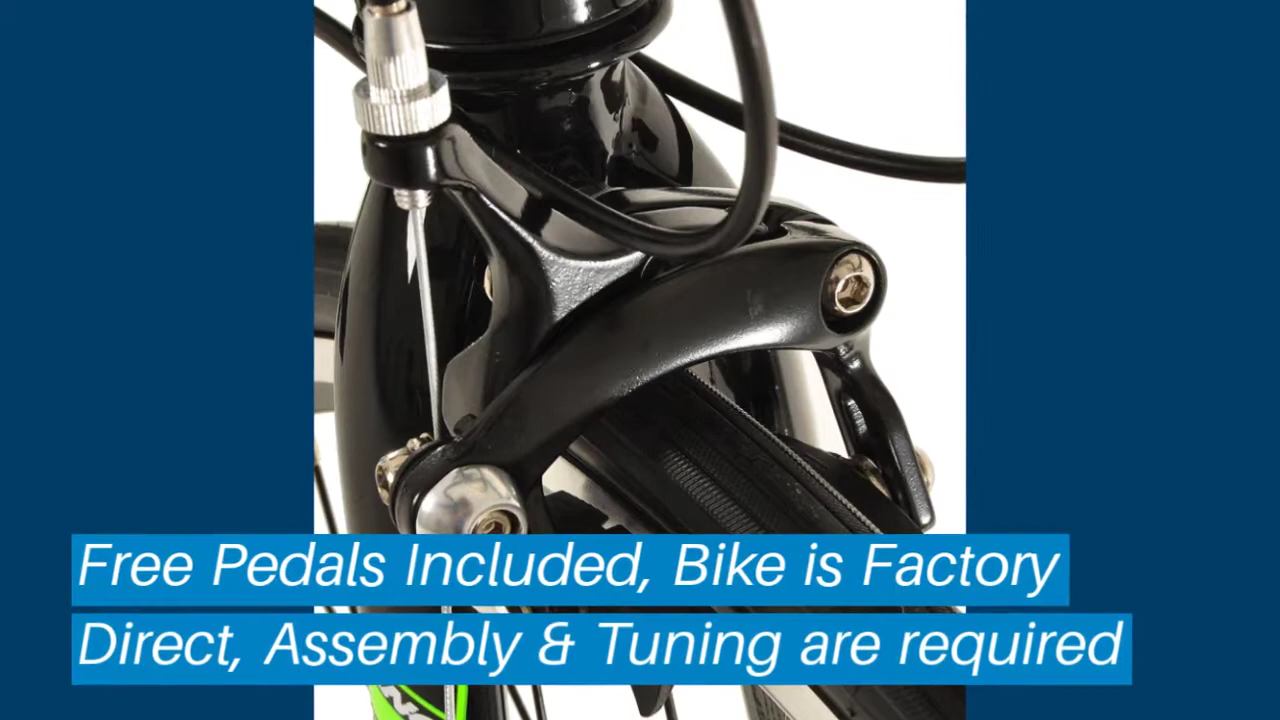 Free Pedals Included, Bike is Factory
Direct, Assembly & Tuning are required